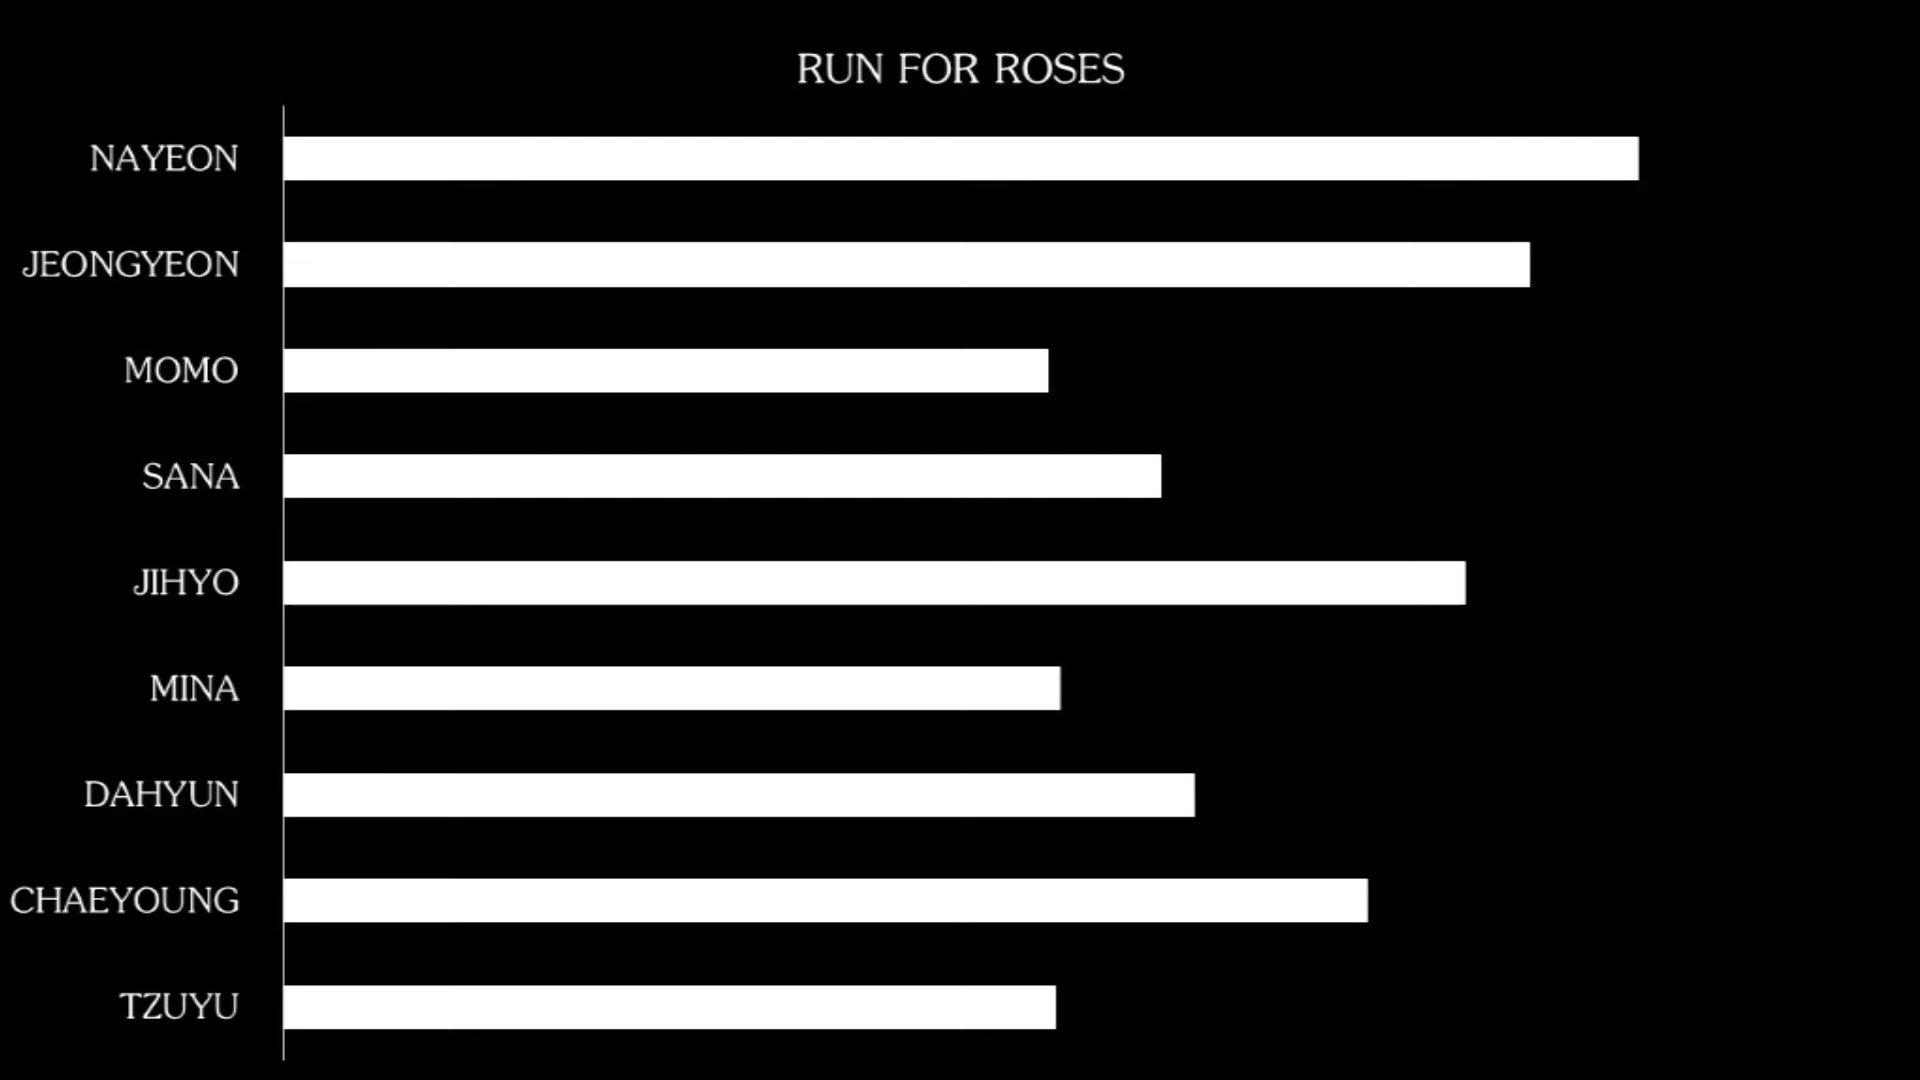 RUN FOR ROSES
NAYEON
JEONGYEON
MOMO
SANA
JIHYO
MINA
DAHYUN
CHAEYOUNG
TZUYU